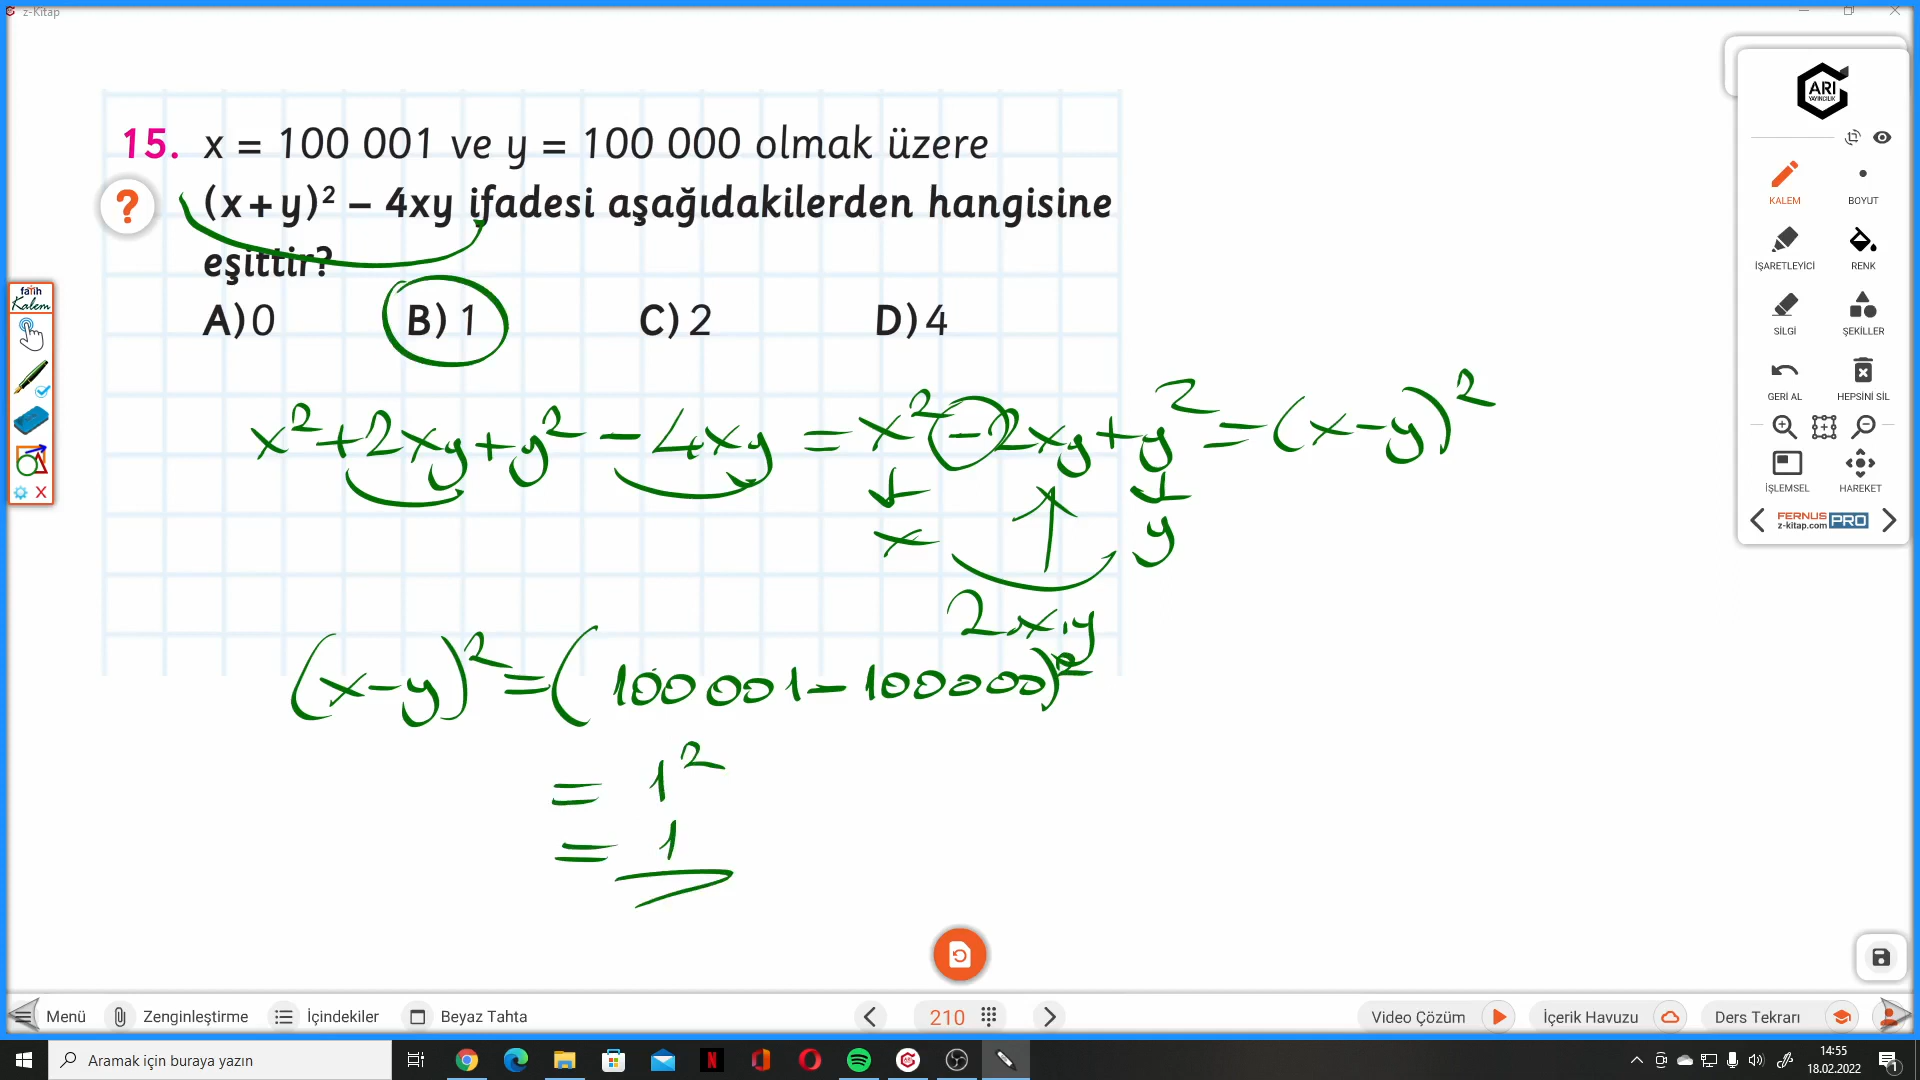 z-Kitap
15. x = 100 001 ve y = 100 000 olmak üzere
(x+y)² – 4xy ifadesi aşağıdakilerden hangisine
eşittir?
A) 0 B) 1 C) 2 D) 4
x² + 2xy + y² - 4xy = x² - 2xy + y² = (x-y)²
x y
2.x.y
(x-y)² = (100001 - 100000)²
= 1²
= 1
?
fatih
Kalem
X
ARI
YAYINCILIK
KALEM BOYUT
İŞARETLEYİCİ RENK
SİLGİ ŞEKİLLER
GERİ AL HEPSİNİ SİL
İŞLEMSEL HAREKET
FERNUS
z-kitap.com PRO
Menü Zenginleştirme İçindekiler Beyaz Tahta 210 Video Çözüm İçerik Havuzu Ders Tekrarı
Aramak için buraya yazın
14:55
18.02.2022
1